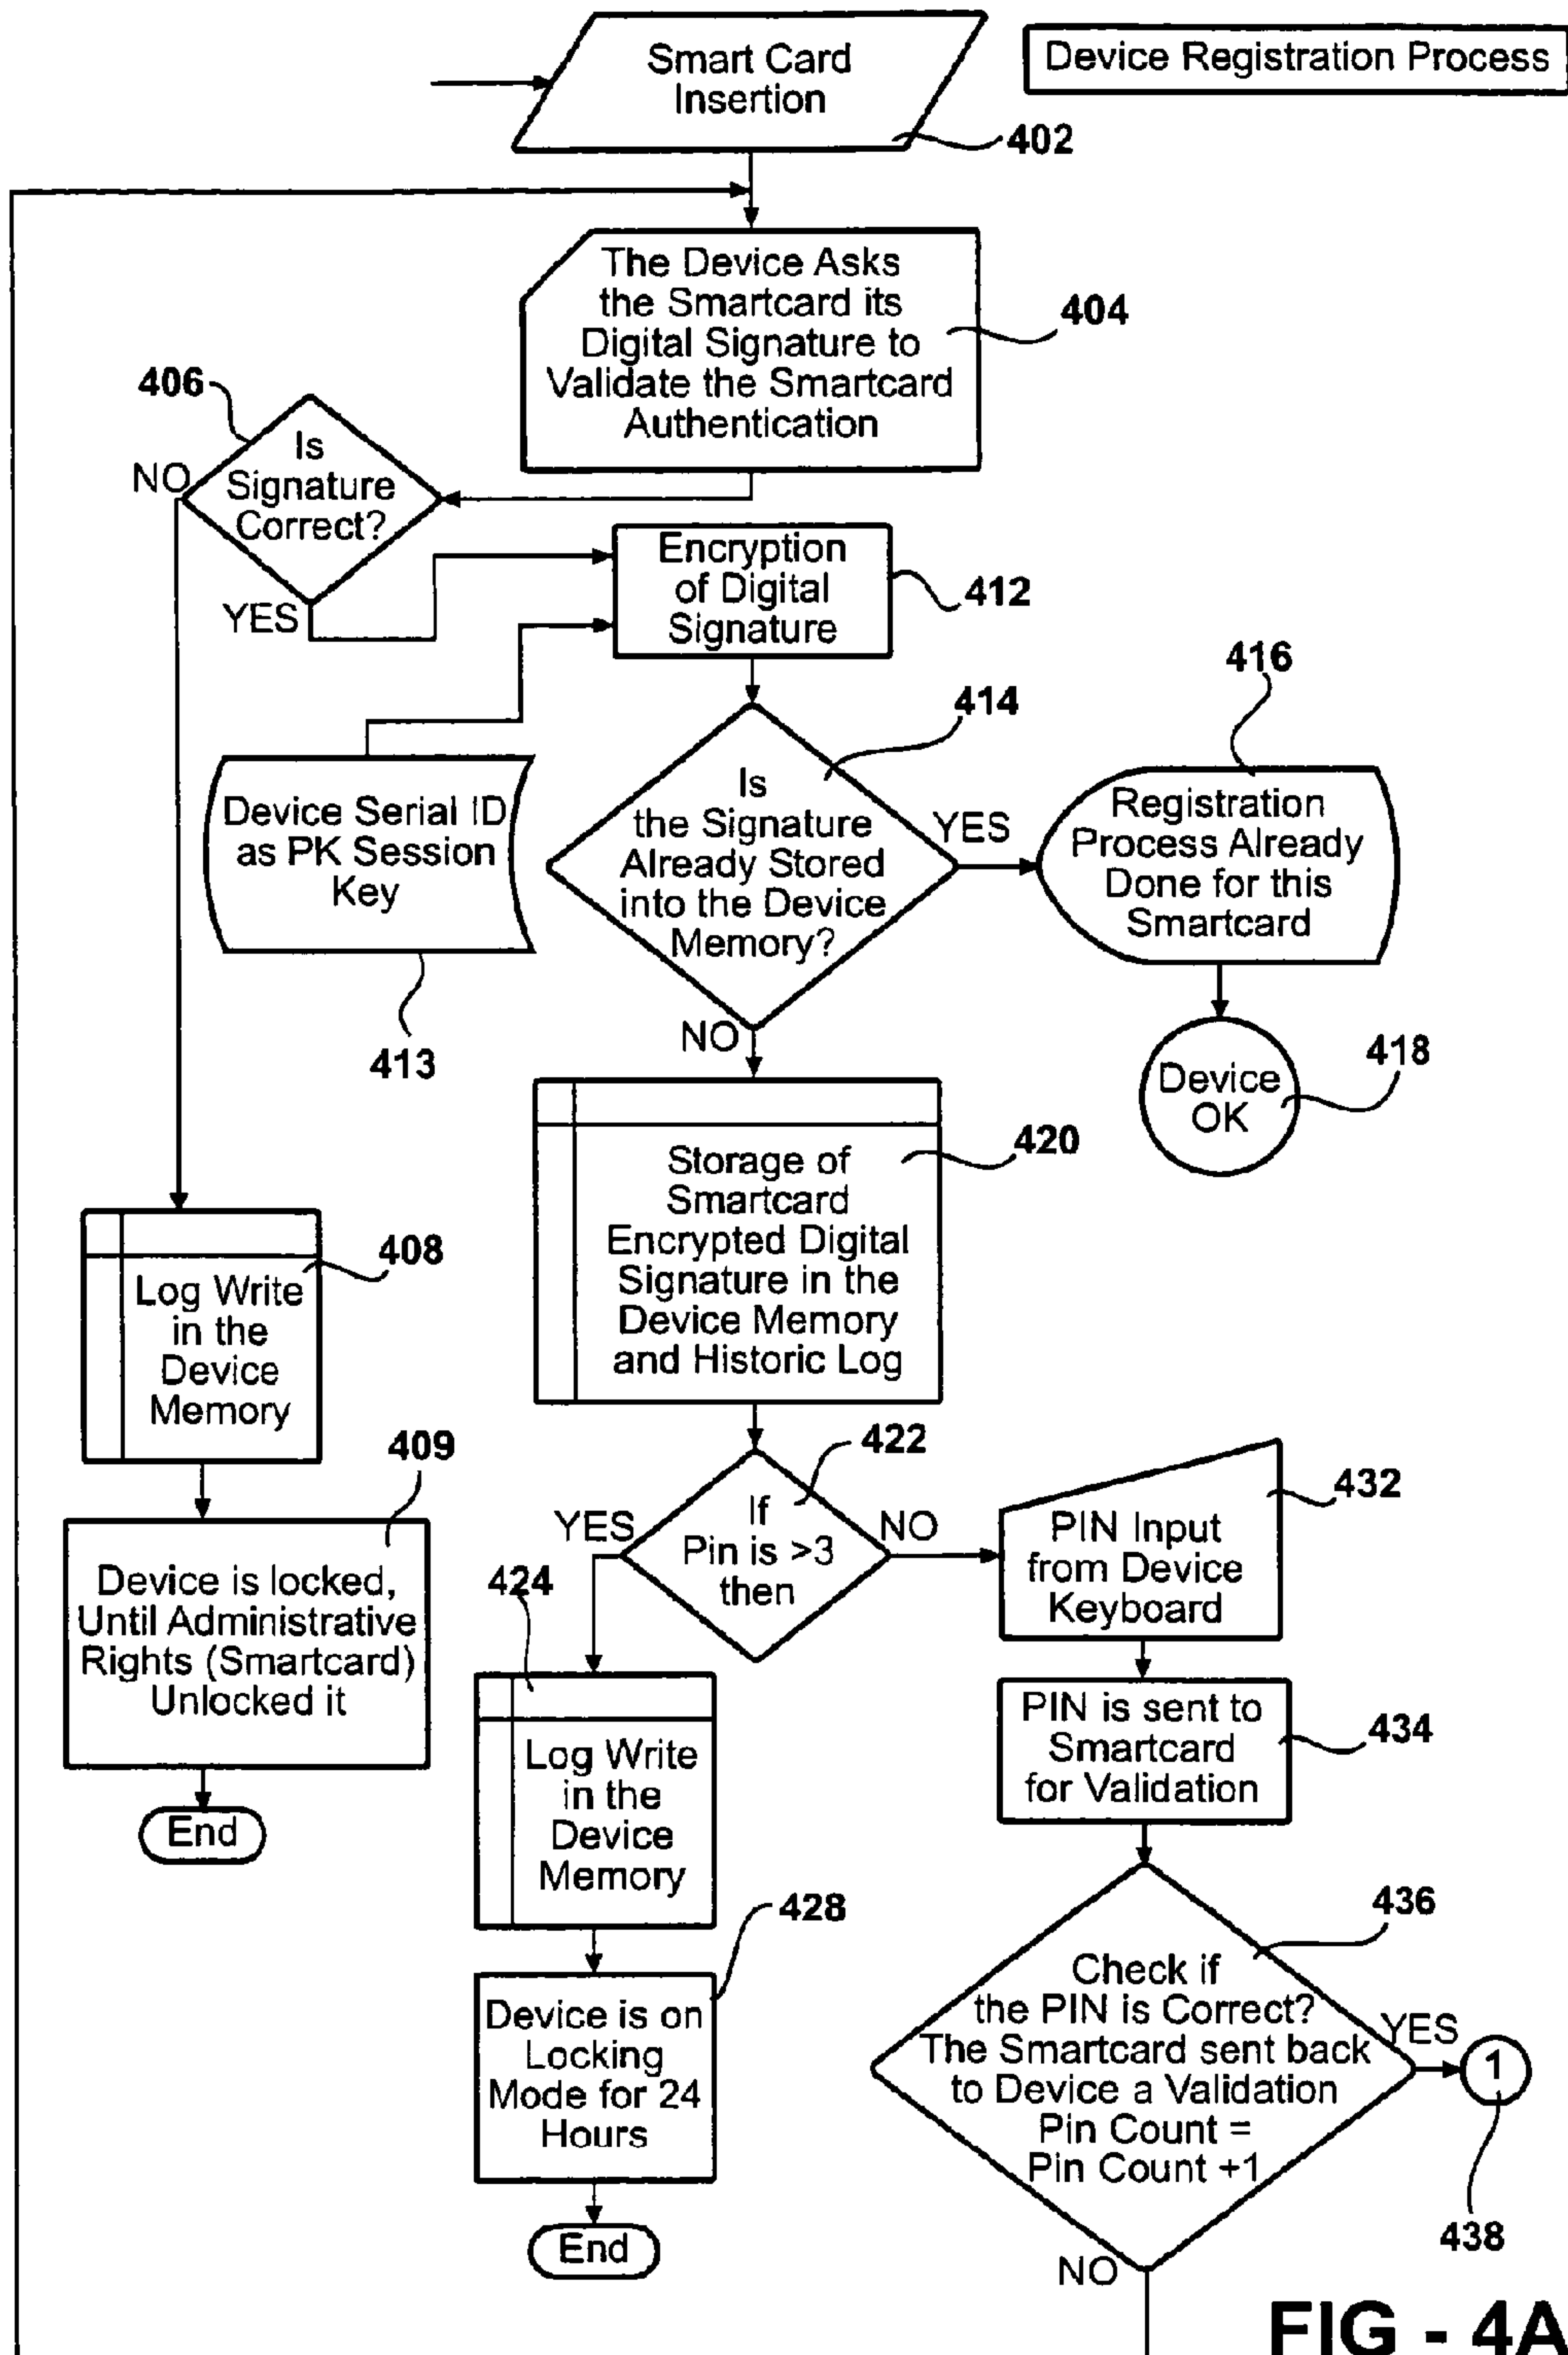 Smart Card
Insertion
402
Device Registration Process
The Device Asks
the Smartcard its
Digital Signature to
Validate the Smartcard
Authentication
404
406
Is
Signature
Correct?
NO
YES
Encryption
of Digital
Signature
412
Device Serial ID
as PK Session
Key
413
414
Is
the Signature
Already Stored
into the Device
Memory?
YES
NO
416
Registration
Process Already
Done for this
Smartcard
Device
OK
418
Storage of
Smartcard
Encrypted Digital
Signature in the
Device Memory
and Historic Log
420
Log Write
in the
Device
Memory
408
409
Device is locked,
Until Administrative
Rights (Smartcard)
Unlocked it
End
422
If
Pin is >3
then
YES
NO
424
Log Write
in the
Device
Memory
428
Device is on
Locking
Mode for 24
Hours
End
432
PIN Input
from Device
Keyboard
PIN is sent to
Smartcard
for Validation
434
436
Check if
the PIN is Correct?
The Smartcard sent back
to Device a Validation
Pin Count =
Pin Count +1
YES
1
438
NO
FIG - 4A